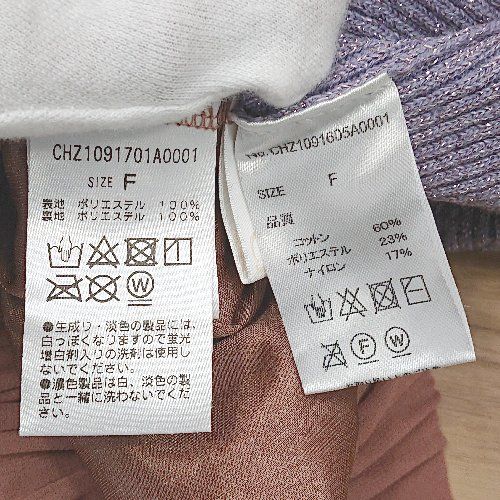 CHZ1091701A0001
SIZE F
表地 ポリエステル 100%
裏地 ポリエステル 100%
W
●生成り・淡色の製品には、
白っぽくなりますので蛍光
増白剤入りの洗剤は使用し
ないでください。
●濃色製品は白、淡色の製
品と一緒に洗わないでくだ
さい。
No.CHZ1091605A0001
SIZE F
品質
コットン 60%
ポリエステル 23%
ナイロン 17%
F W